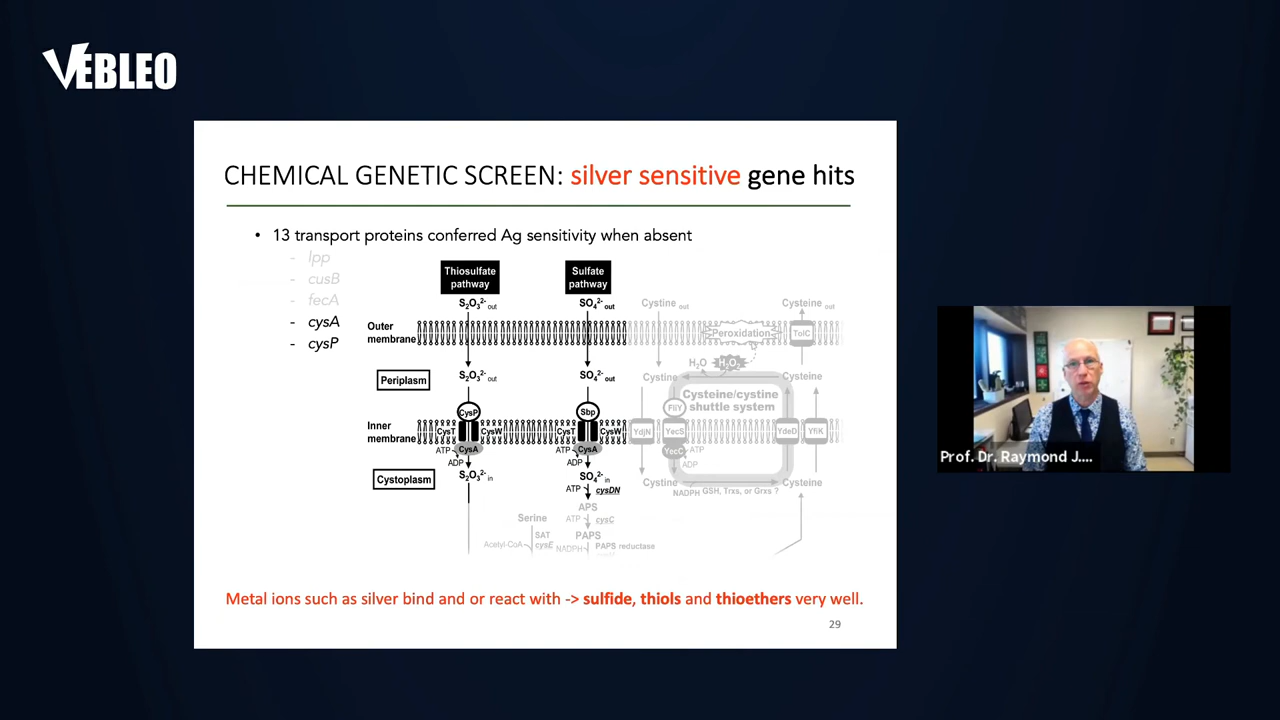 VEBLEO
CHEMICAL GENETIC SCREEN: silver sensitive gene hits
• 13 transport proteins conferred Ag sensitivity when absent
- lpp
- cusB
- fecA
- cysA
- cysP
Thiosulfate
pathway
Sulfate
pathway
S₂O₃²⁻ out
SO₄²⁻ out
Cystine out
Cysteine out
Outer
membrane
Peroxidation
TolC
H₂O
H₂O₂
Periplasm
S₂O₃²⁻ out
SO₄²⁻ out
Cystine
Cysteine
Cysteine/cystine
shuttle system
CysP
Sbp
FliY
Inner
membrane
CysT
CysW
CysT
CysW
YdjN
YecS
YdeD
YfiK
CysA
CysA
YecC
ATP
ADP
ATP
ADP
ATP
ADP
Cystoplasm
S₂O₃²⁻ in
SO₄²⁻ in
Cystine
Cysteine
NADPH
GSH, Trxs, or Grxs ?
ATP
cysDN
APS
Serine
ATP
cysC
SAT
cysE
PAPS
Acetyl-CoA
NADPH
PAPS reductase
Metal ions such as silver bind and or react with -> sulfide, thiols and thioethers very well.
29
Prof. Dr. Raymond J....